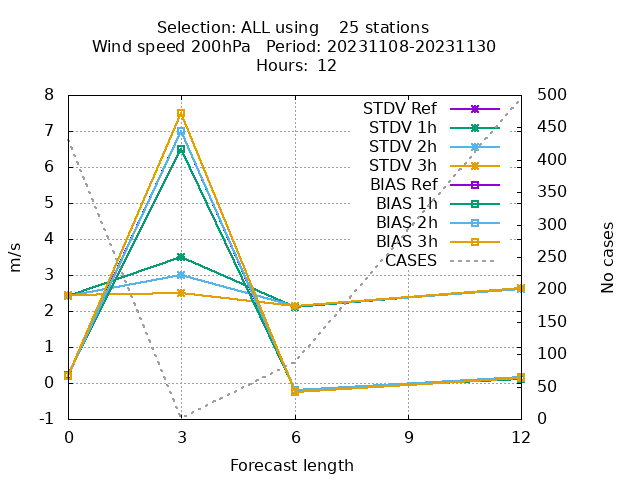 Selection: ALL using    25 stations
Wind speed 200hPa   Period: 20231108-20231130
Hours: 12
8
7
6
5
4
3
2
1
0
-1
m/s
STDV Ref
STDV 1h
STDV 2h
STDV 3h
BIAS Ref
BIAS 1h
BIAS 2h
BIAS 3h
CASES
500
450
400
350
300
250
200
150
100
50
0
No cases
0 3 6 9 12
Forecast length